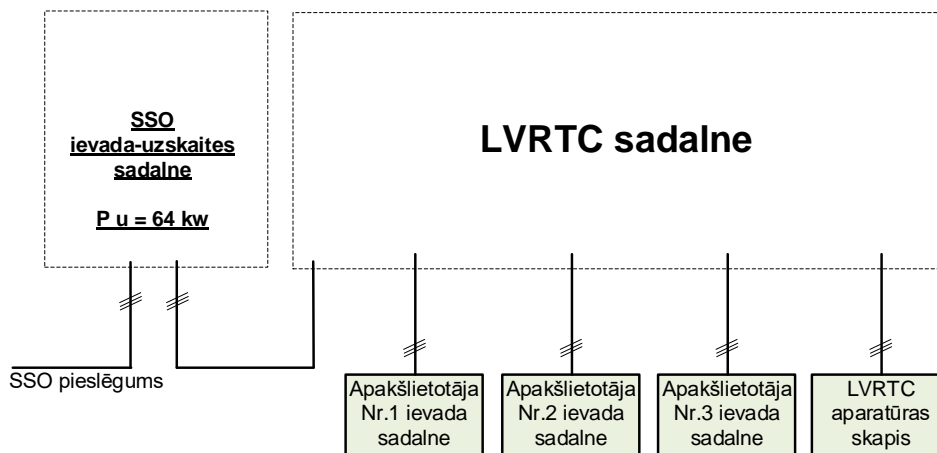 SSO
ievada-uzskaites
sadalne
P u = 64 kw
LVRTC sadalne
SSO pieslēgums
Apakšlietotāja
Nr.1 ievada
sadalne
Apakšlietotāja
Nr.2 ievada
sadalne
Apakšlietotāja
Nr.3 ievada
sadalne
LVRTC
aparatūras
skapis